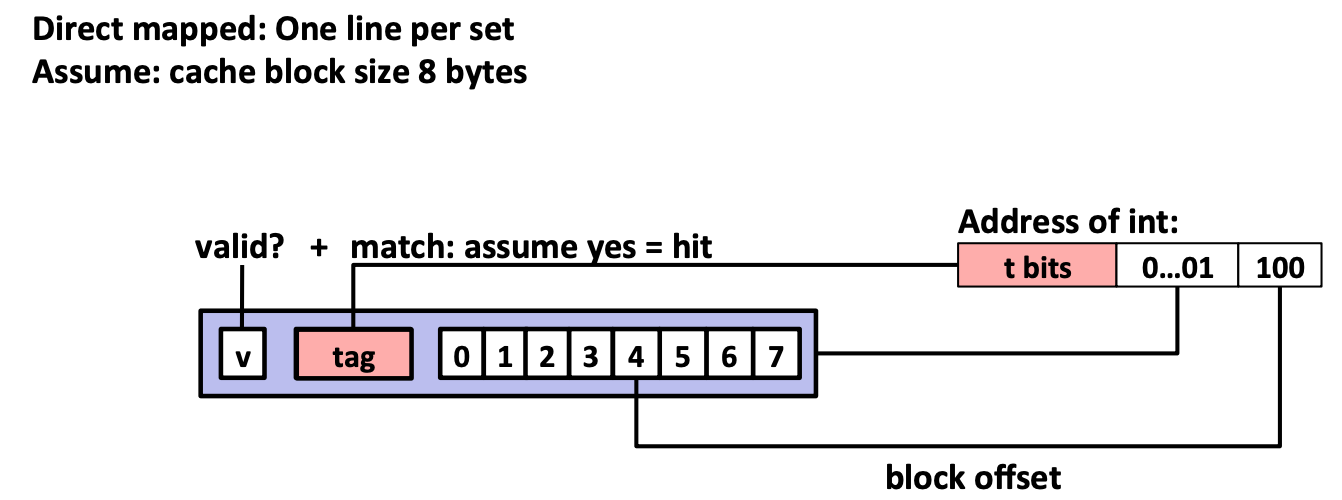 Direct mapped: One line per set
Assume: cache block size 8 bytes
Address of int:
valid? + match: assume yes = hit
t bits 0...01 100
v tag 0 1 2 3 4 5 6 7
block offset